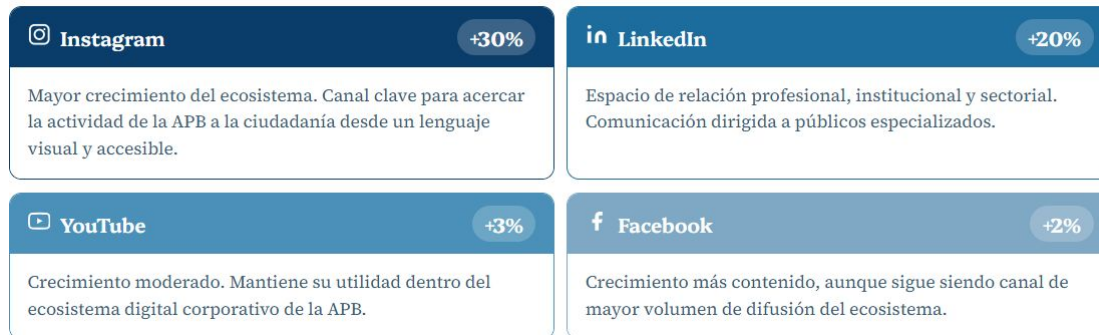 Instagram +30%
Mayor crecimiento del ecosistema. Canal clave para acercar
la actividad de la APB a la ciudadanía desde un lenguaje
visual y accesible.
LinkedIn +20%
Espacio de relación profesional, institucional y sectorial.
Comunicación dirigida a públicos especializados.
YouTube +3%
Crecimiento moderado. Mantiene su utilidad dentro del
ecosistema digital corporativo de la APB.
Facebook +2%
Crecimiento más contenido, aunque sigue siendo canal de
mayor volumen de difusión del ecosistema.